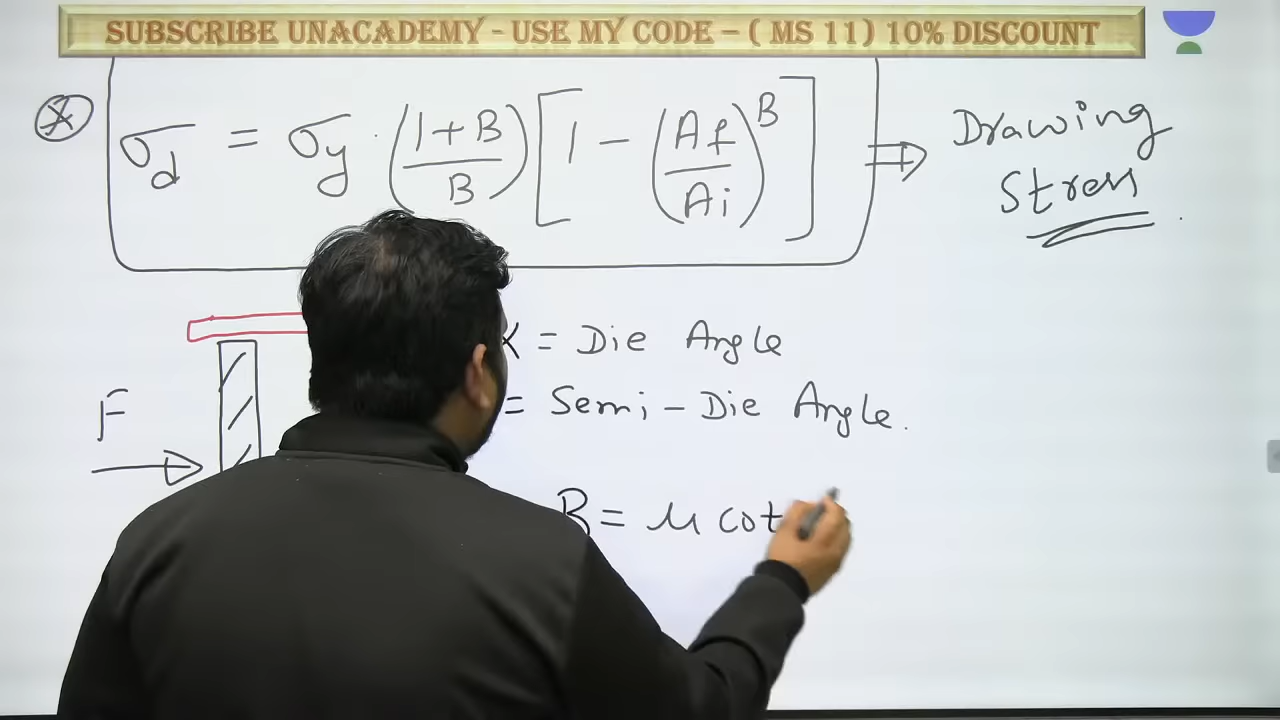 SUBSCRIBE UNACADEMY - USE MY CODE – ( MS 11) 10% DISCOUNT
σd = σy · (1+B / B) [1 − (Af / Ai)^B] ⇒ Drawing
Stress
= Die Angle
F = Semi-Die Angle.
B = μ cot